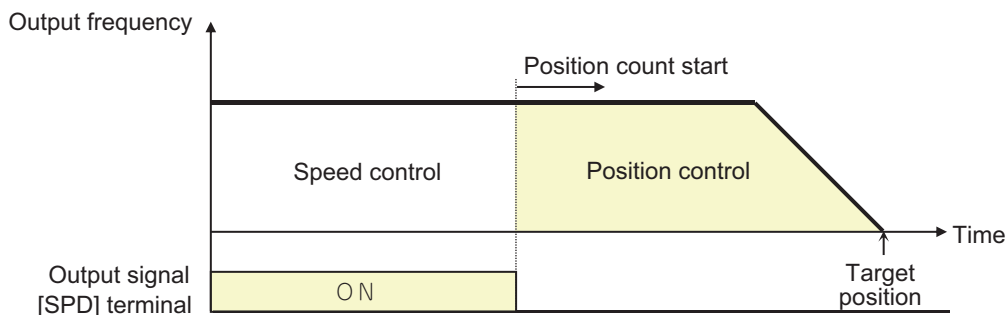 Output frequency
Position count start
Speed control
Position control
Time
Output signal
[SPD] terminal
ON
Target
position